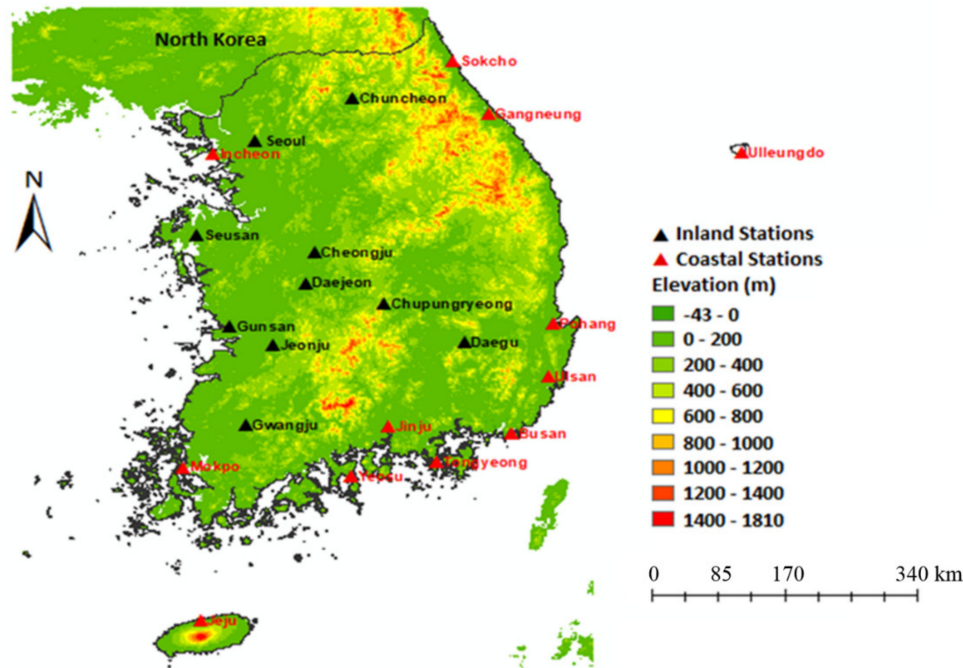 North Korea
Sokcho
Chuncheon
Gangneung
Seoul
Incheon
Ulleungdo
N
Seusan
Inland Stations
Cheongju
Coastal Stations
Daejeon
Elevation (m)
Chupungryeong
-43 - 0
Pohang
Gunsan
0 - 200
Jeonju
Daegu
200 - 400
Ulsan
400 - 600
600 - 800
Gwangju
Jinju
Busan
800 - 1000
Mokpo
Tongyeong
1000 - 1200
Yeosu
1200 - 1400
1400 - 1810
0 85 170 340 km
Jeju